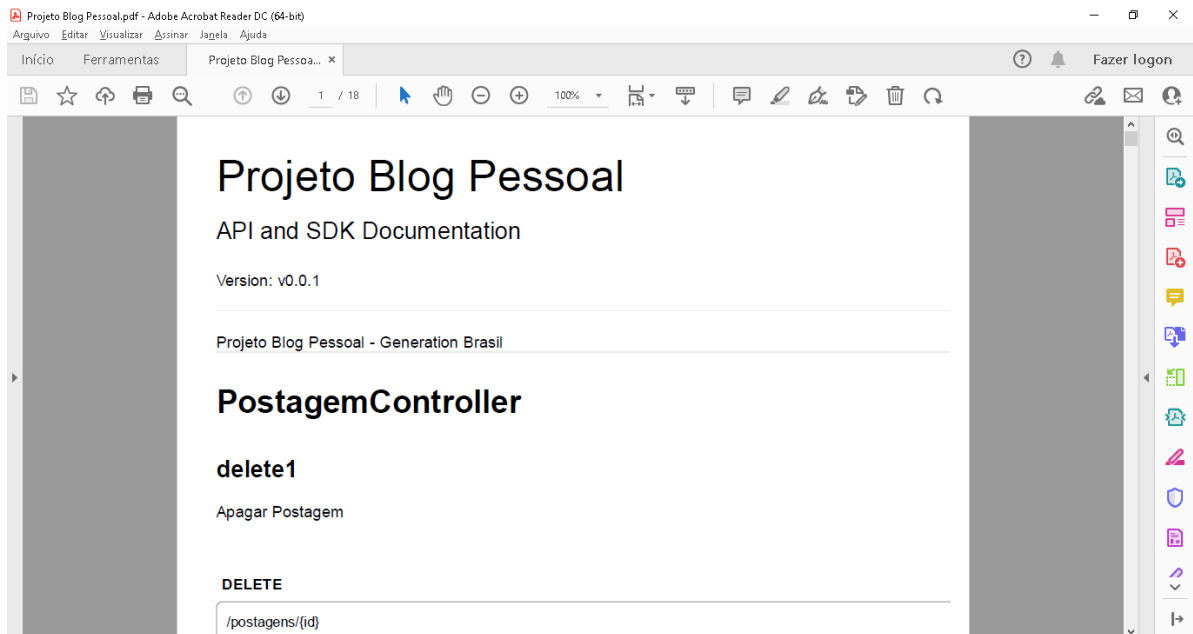 Projeto Blog Pessoal.pdf - Adobe Acrobat Reader DC (64-bit)
Arquivo Editar Visualizar Assinar Janela Ajuda
Início Ferramentas Projeto Blog Pessoa... × Fazer logon
1 / 18 100%
Projeto Blog Pessoal
API and SDK Documentation
Version: v0.0.1
Projeto Blog Pessoal - Generation Brasil
PostagemController
delete1
Apagar Postagem
DELETE
/postagens/{id}